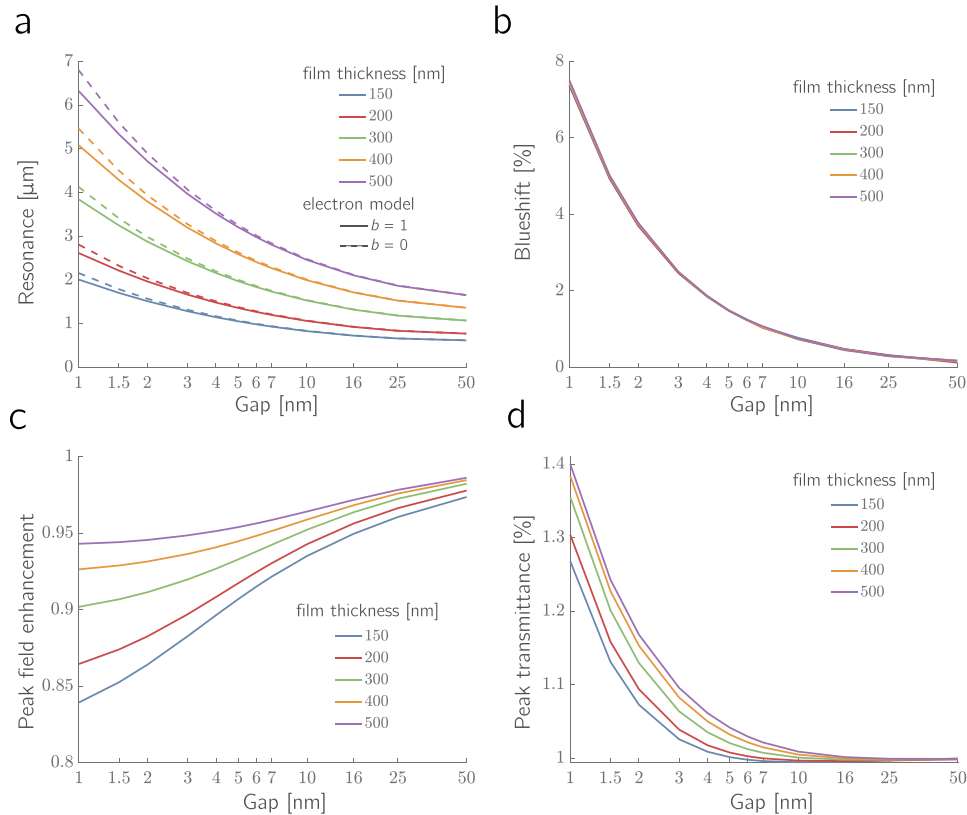 a
Resonance [μm]
7
6
5
4
3
2
1
0
film thickness [nm]
150
200
300
400
500
electron model
b = 1
b = 0
1 1.5 2 3 4 5 6 7 10 16 25 50
Gap [nm]
b
Blueshift [%]
8
6
4
2
0
film thickness [nm]
150
200
300
400
500
1 1.5 2 3 4 5 6 7 10 16 25 50
Gap [nm]
c
Peak field enhancement
1
0.95
0.9
0.85
0.8
film thickness [nm]
150
200
300
400
500
1 1.5 2 3 4 5 6 7 10 16 25 50
Gap [nm]
d
Peak transmittance [%]
1.4
1.3
1.2
1.1
1
film thickness [nm]
150
200
300
400
500
1 1.5 2 3 4 5 6 7 10 16 25 50
Gap [nm]